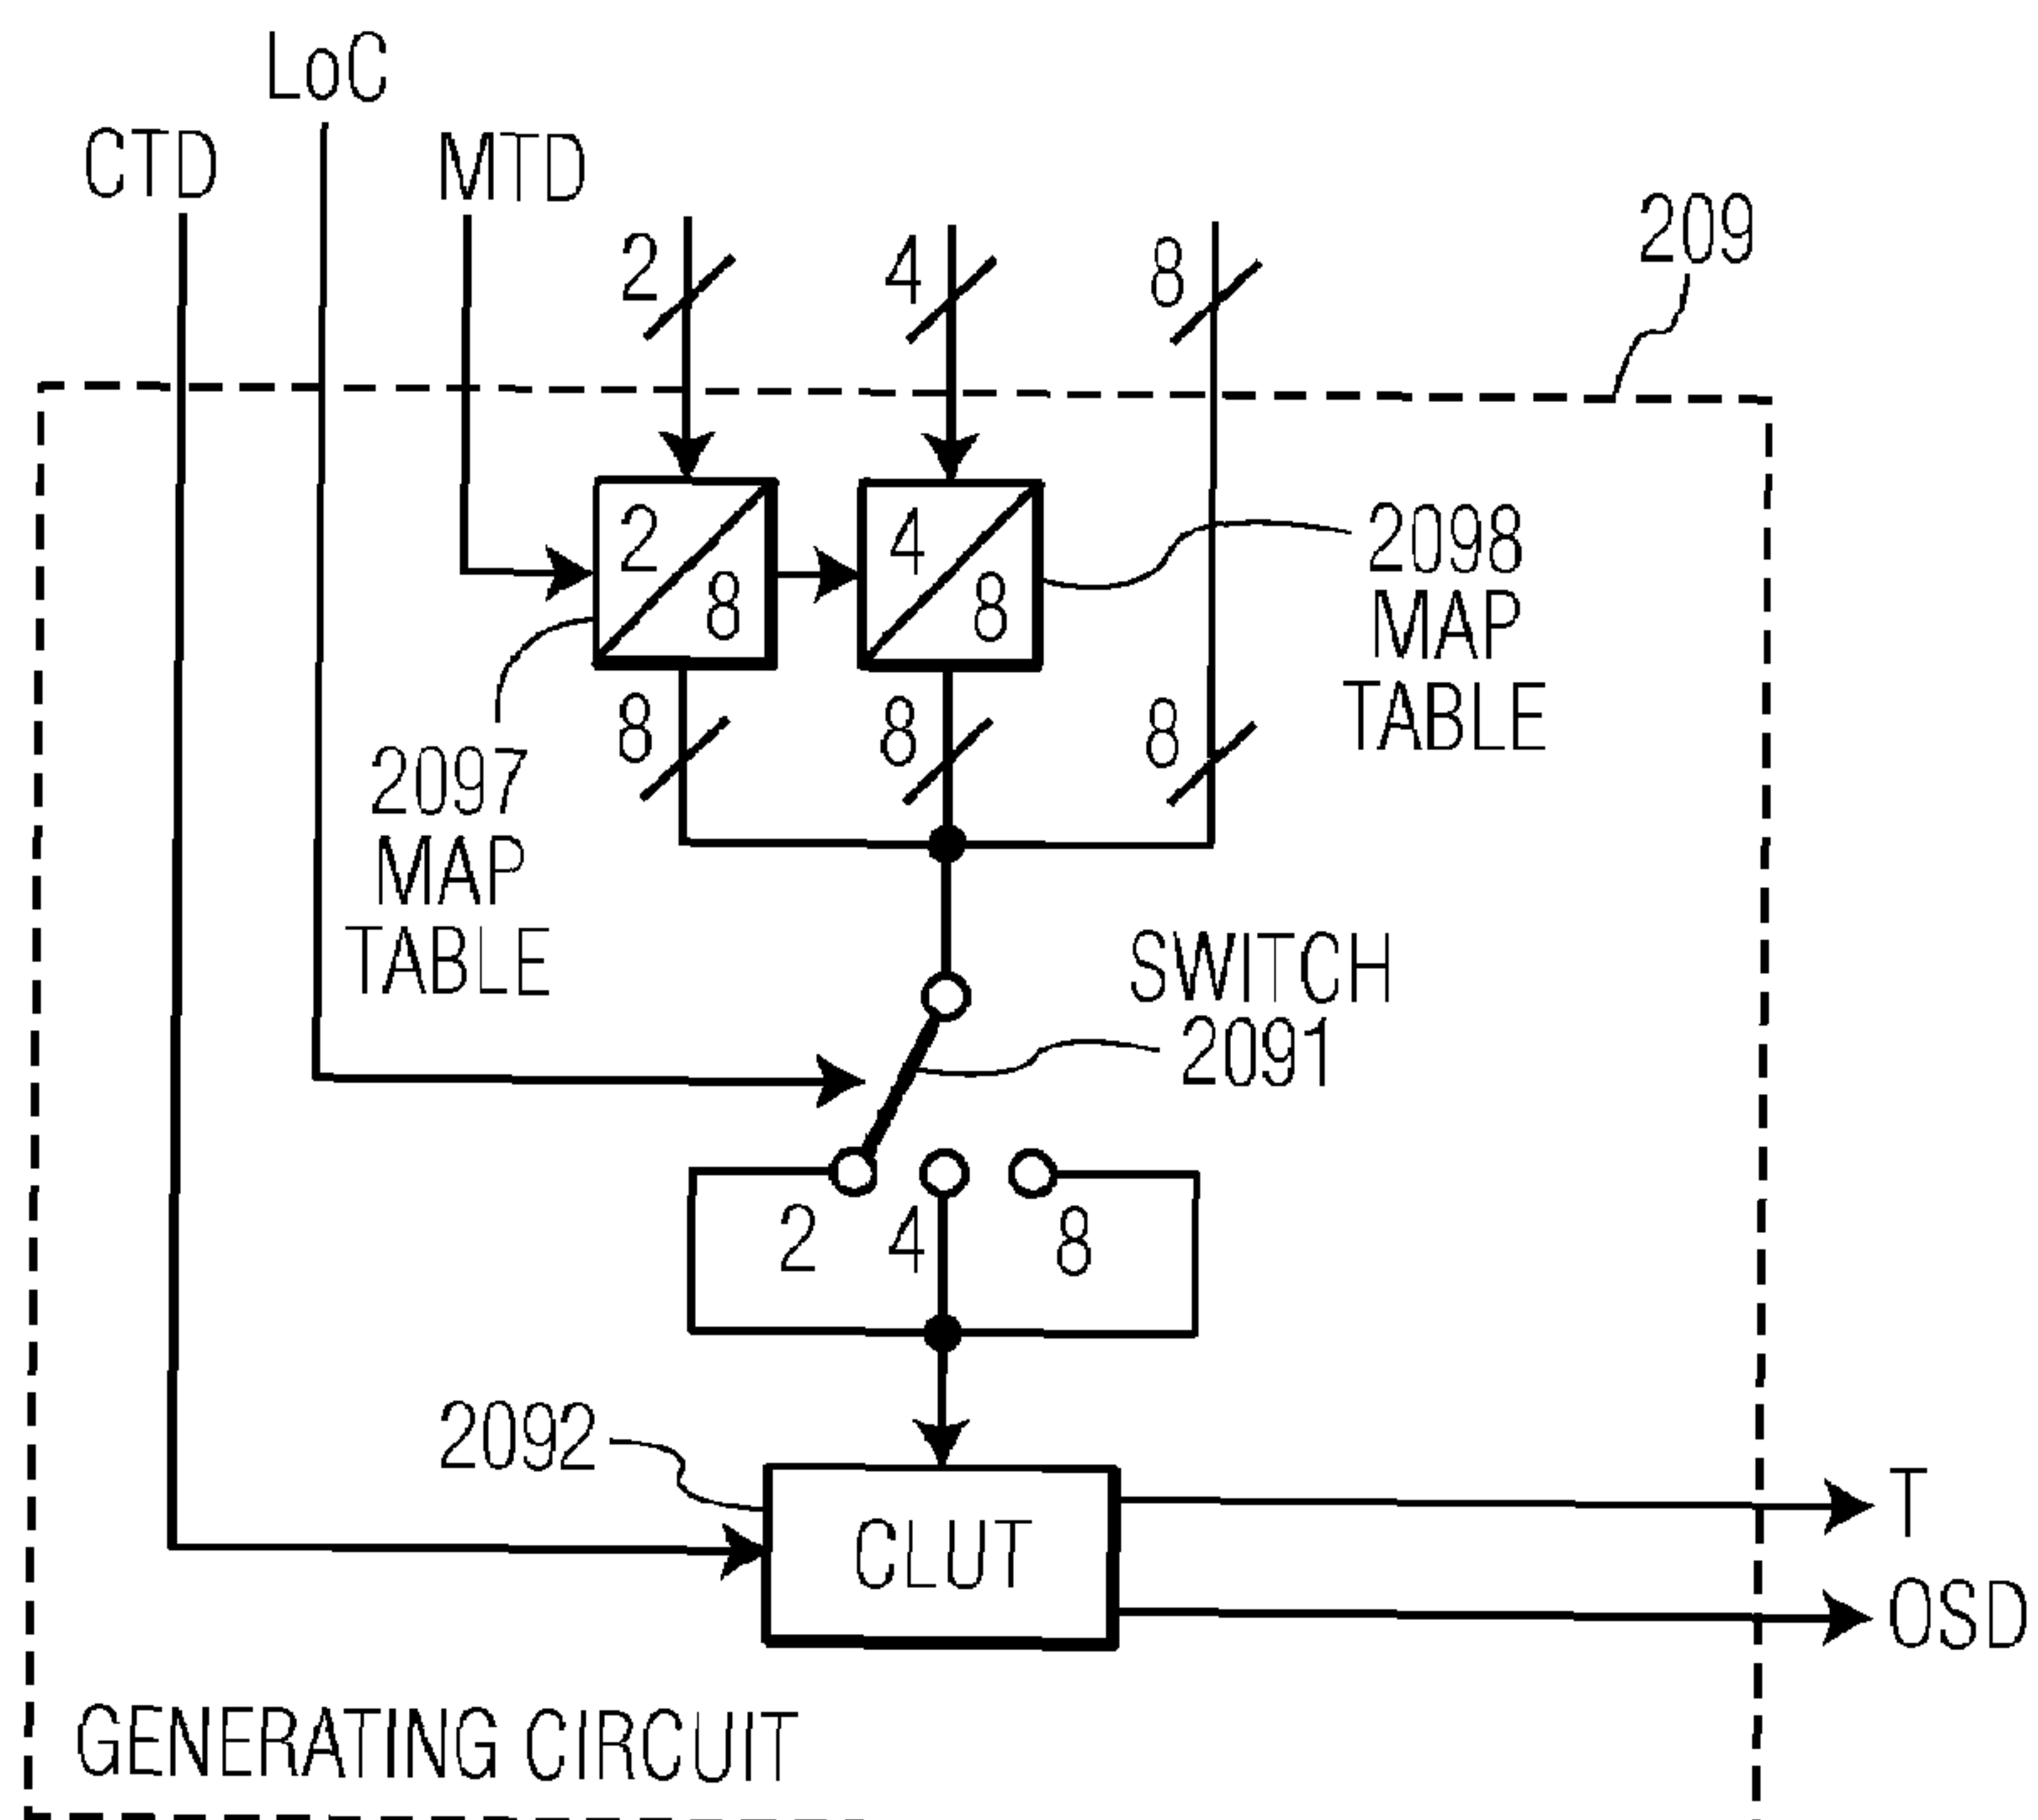 LoC
CTD
MTD
209
2
4
8
2
8
4
8
2098
MAP
TABLE
8
8
8
2097
MAP
TABLE
SWITCH
2091
2
4
8
2092
CLUT
T
OSD
GENERATING CIRCUIT